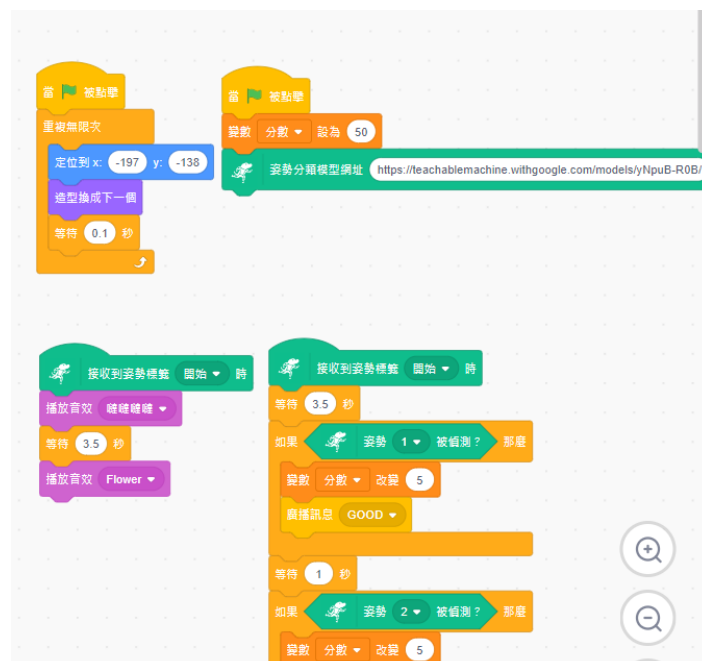 當 被點擊
重複無限次
定位到 x: -197 y: -138
造型換成下一個
等待 0.1 秒
當 被點擊
變數 分數 設為 50
姿勢分類模型網址 https://teachablemachine.withgoogle.com/models/yNpuB-R0B/
接收到姿勢標籤 開始 時
播放音效 噠噠噠噠
等待 3.5 秒
播放音效 Flower
接收到姿勢標籤 開始 時
等待 3.5 秒
如果 姿勢 1 被偵測? 那麼
變數 分數 改變 5
廣播訊息 GOOD
等待 1 秒
如果 姿勢 2 被偵測? 那麼
變數 分數 改變 5